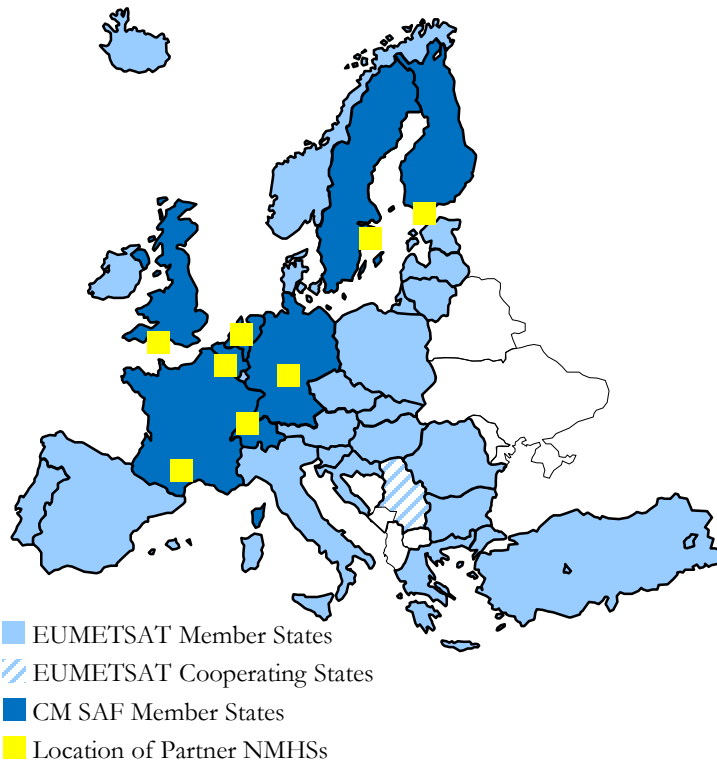 EUMETSAT Member States
EUMETSAT Cooperating States
CM SAF Member States
Location of Partner NMHSs